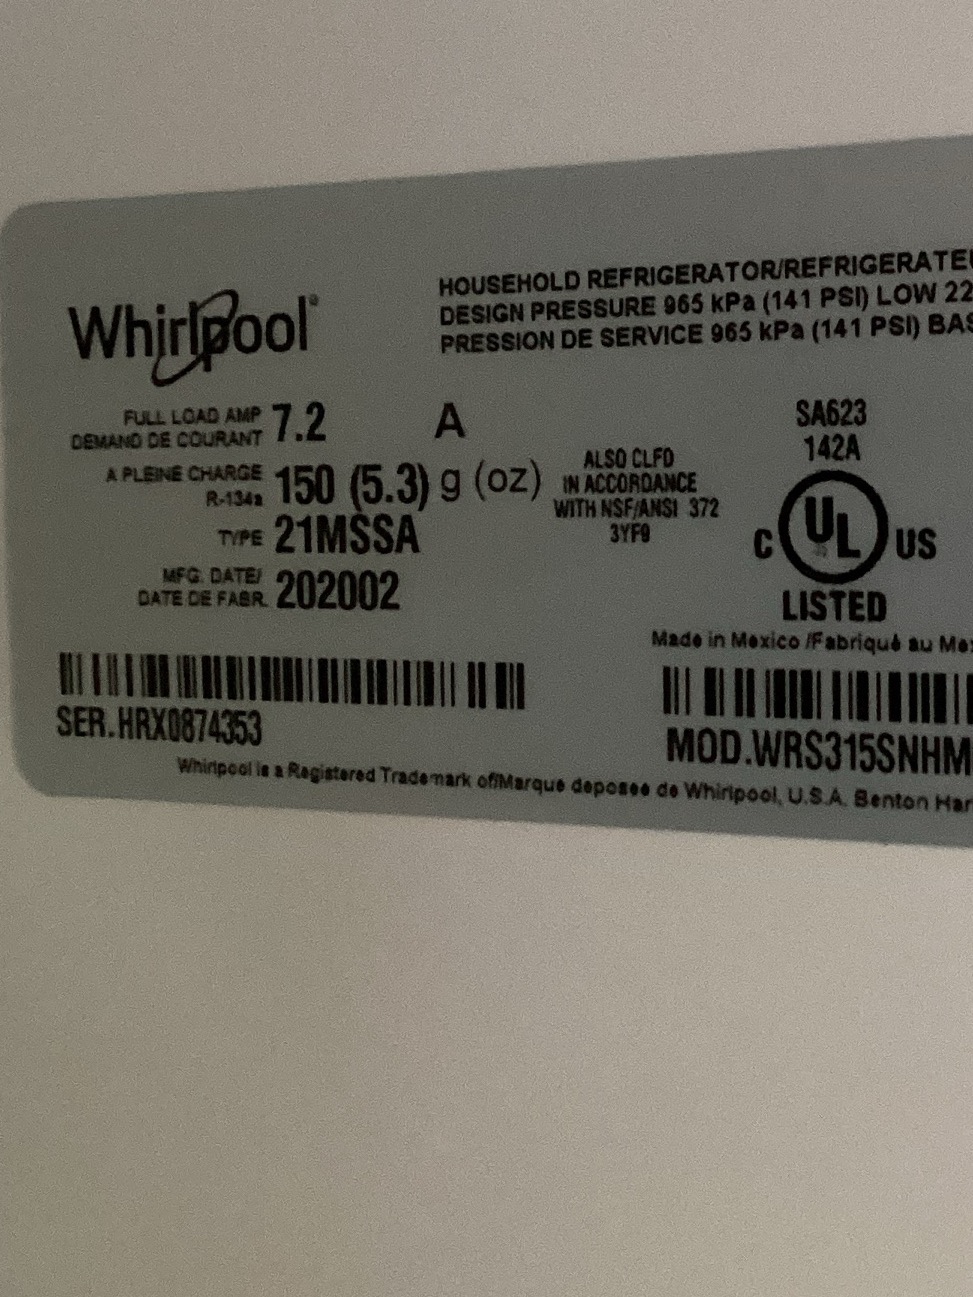 Whirlpool®
HOUSEHOLD REFRIGERATOR/REFRIGERATE
DESIGN PRESSURE 965 kPa (141 PSI) LOW 22
PRESSION DE SERVICE 965 kPa (141 PSI) BAS
FULL LOAD AMP
DEMAND DE COURANT 7.2 A
A PLEINE CHARGE
R-134a 150 (5.3) g (oz)
TYPE 21MSSA
MFG. DATE/
DATE DE FABR. 202002
ALSO CLFD
IN ACCORDANCE
WITH NSF/ANSI 372
3YF9
SA623
142A
C UL US
LISTED
Made in Mexico /Fabriqué au Me
SER.HRX0874353
MOD.WRS315SNHM
Whirlpool is a Registered Trademark of/Marque deposee de Whirlpool, U.S.A. Benton Har